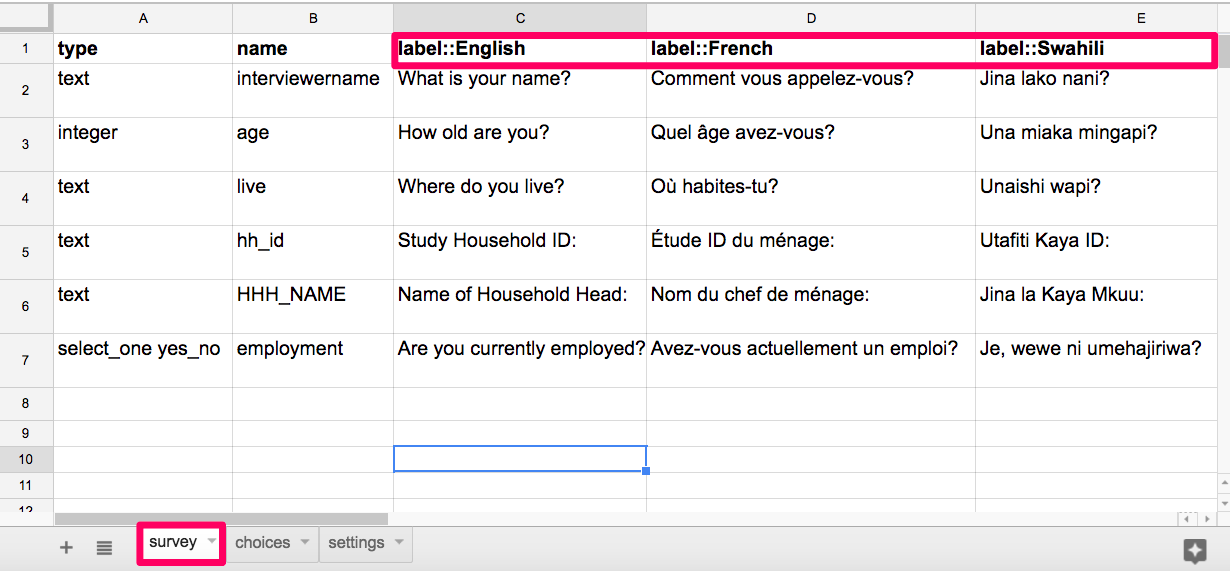 A B C D E
1 type name label::English label::French label::Swahili
2 text interviewername What is your name? Comment vous appelez-vous? Jina lako nani?
3 integer age How old are you? Quel âge avez-vous? Una miaka mingapi?
4 text live Where do you live? Où habites-tu? Unaishi wapi?
5 text hh_id Study Household ID: Étude ID du ménage: Utafiti Kaya ID:
6 text HHH_NAME Name of Household Head: Nom du chef de ménage: Jina la Kaya Mkuu:
7 select_one yes_no employment Are you currently employed? Avez-vous actuellement un emploi? Je, wewe ni umehajiriwa?
8
9
10
11
12
survey choices settings